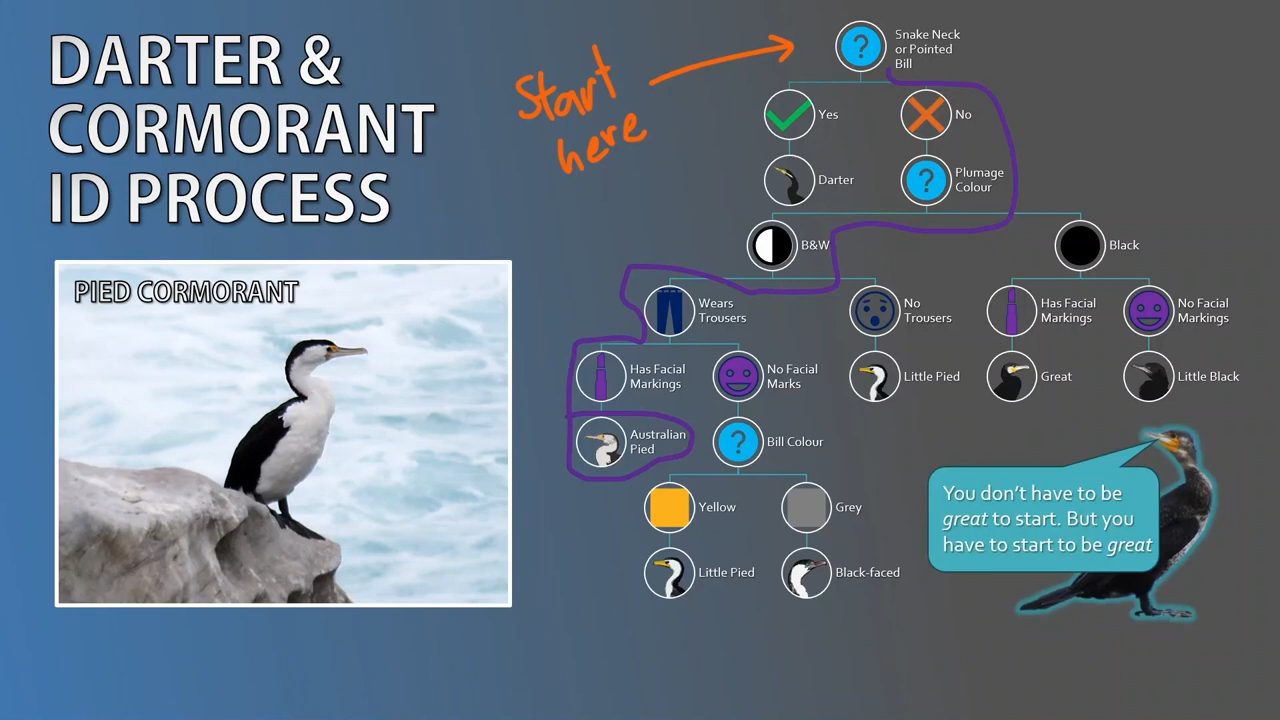 DARTER &
CORMORANT
ID PROCESS
PIED CORMORANT
Start
here
Snake Neck
or Pointed
Bill
?
Yes
No
Darter
?
Plumage
Colour
B&W
Black
Wears
Trousers
No
Trousers
Has Facial
Markings
No Facial
Markings
Has Facial
Markings
No Facial
Marks
Little Pied
Great
Little Black
Australian
Pied
?
Bill Colour
Yellow
Grey
Little Pied
Black-faced
You don't have to be
great to start. But you
have to start to be great